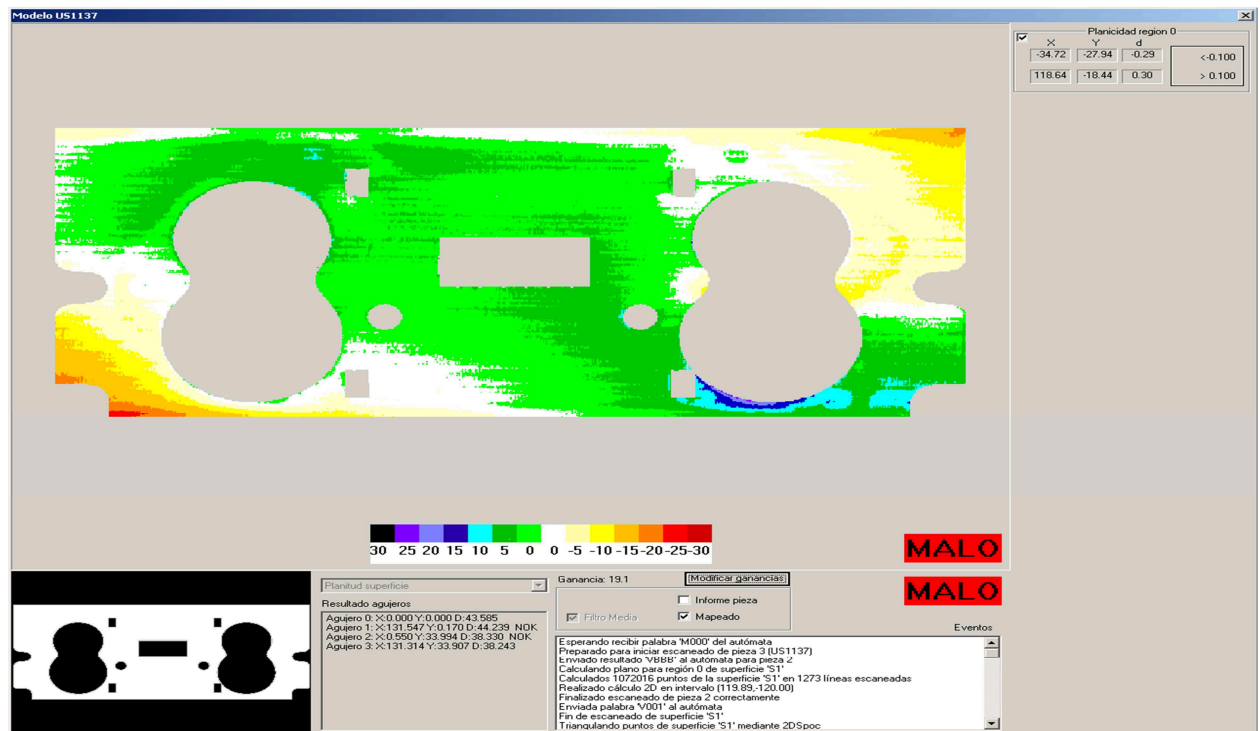 Modelo US1137
Planicidad region 0
X Y d
-34.72 -27.94 -0.29 <-0.100
118.64 -18.44 0.30 > 0.100
30 25 20 15 10 5 0 0 -5 -10 -15 -20 -25 -30
MALO
Planitud superficie
Ganancia: 19.1
Modificar ganancias
MALO
Informe pieza
Filtro Media
Mapeado
Resultado agujeros
Eventos
Agujero 0: X:0.000 Y:0.000 D:43.585
Agujero 1: X:131.547 Y:0.170 D:44.239 NOK
Agujero 2: X:0.550 Y:33.994 D:38.330 NOK
Agujero 3: X:131.314 Y:33.907 D:38.243
Esperando recibir palabra 'M000' del autómata
Preparado para iniciar escaneado de pieza 3 (US1137)
Enviado resultado 'VBBB' al autómata para pieza 2
Calculando plano para región 0 de superficie 'S1'
Calculados 1072016 puntos de la superficie 'S1' en 1273 líneas escaneadas
Realizado cálculo 2D en intervalo (119.89,-120.00)
Finalizado escaneado de pieza 2 correctamente
Enviada palabra 'V001' al autómata
Fin de escaneado de superficie 'S1'
Triangulando puntos de superficie 'S1' mediante 2DSpoc